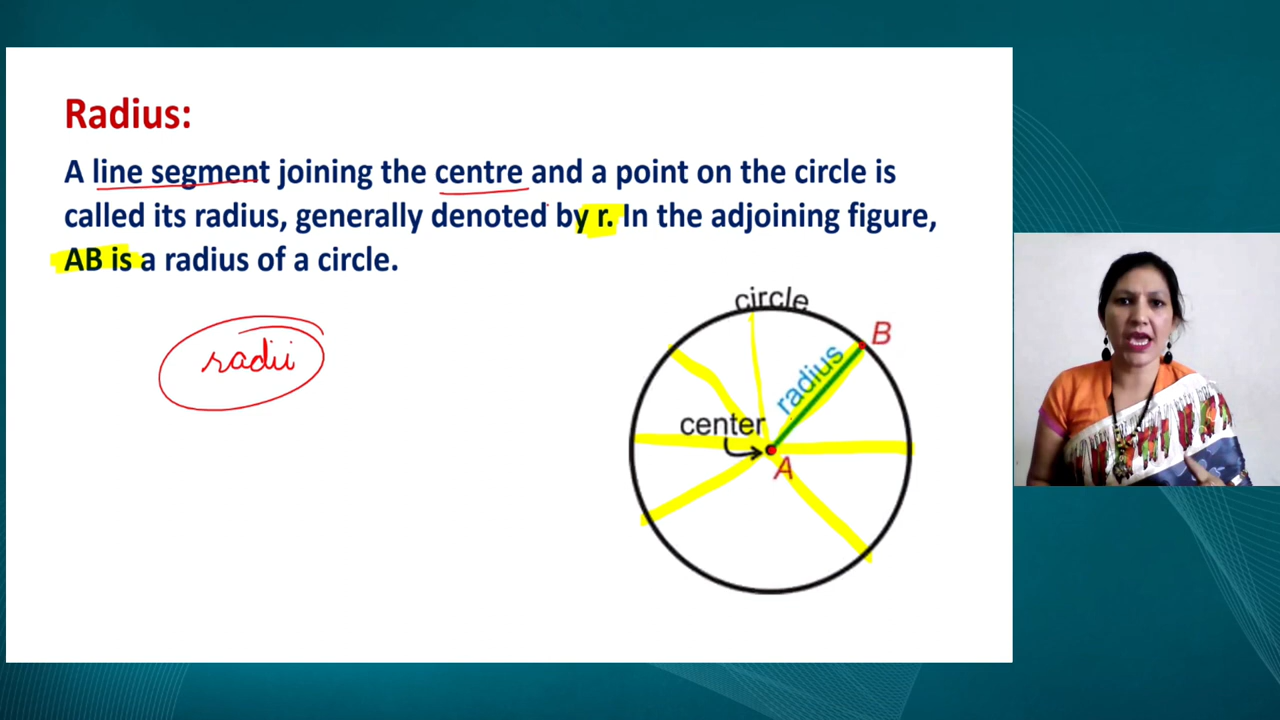 Radius:
A line segment joining the centre and a point on the circle is
called its radius, generally denoted by r. In the adjoining figure,
AB is a radius of a circle.
radii
circle
B
radius
center
A